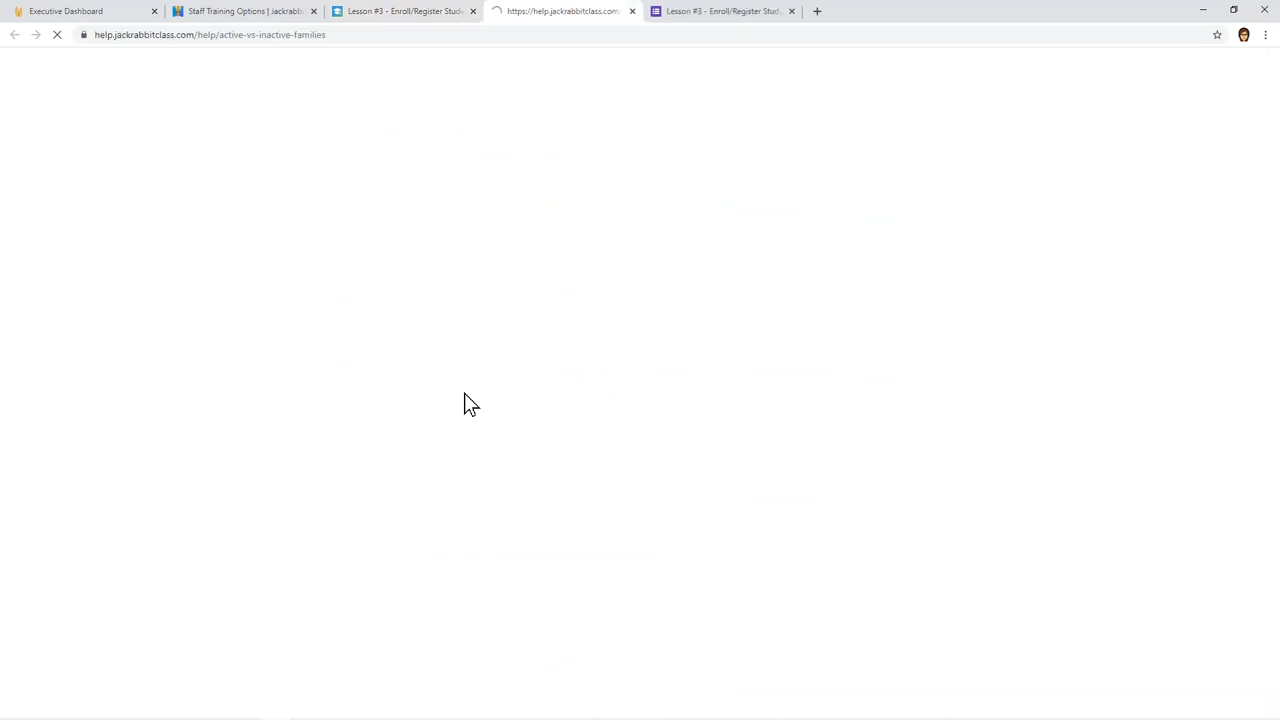 Executive Dashboard
Staff Training Options | Jackrabb
Lesson #3 - Enroll/Register Stude
https://help.jackrabbitclass.com
Lesson #3 - Enroll/Register Stud
help.jackrabbitclass.com/help/active-vs-inactive-families